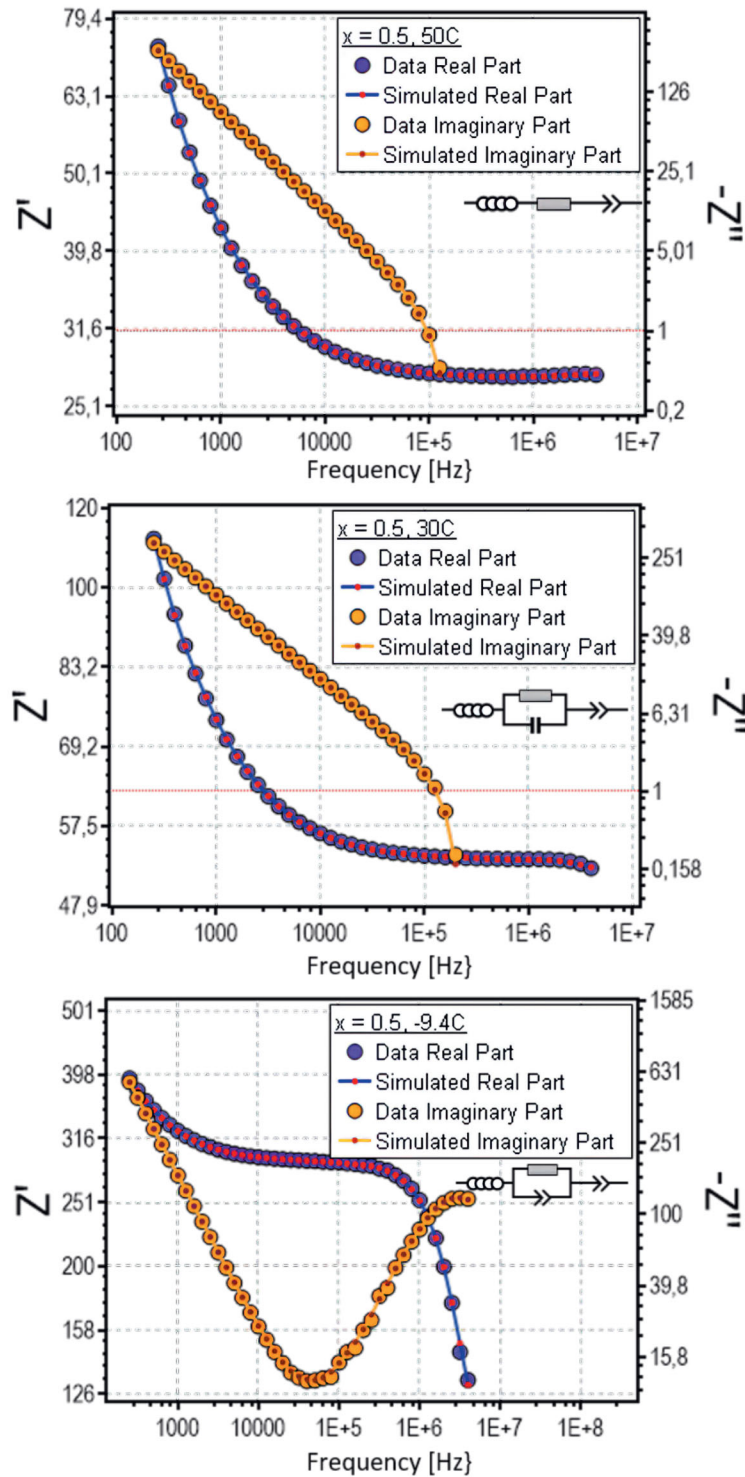 79,4
63,1
50,1
39,8
31,6
25,1
Z'
x = 0.5, 50C
Data Real Part
Simulated Real Part
Data Imaginary Part
Simulated Imaginary Part
126
25,1
5,01
1
0,2
-Z''
100
1000
10000
1E+5
1E+6
1E+7
Frequency [Hz}
120
100
83,2
69,2
57,5
47,9
Z'
x = 0.5, 30C
Data Real Part
Simulated Real Part
Data Imaginary Part
Simulated Imaginary Part
251
39,8
6,31
1
0,158
-Z''
100
1000
10000
1E+5
1E+6
1E+7
Frequency [Hz}
501
398
316
251
200
158
126
Z'
x = 0.5, -9.4C
Data Real Part
Simulated Real Part
Data Imaginary Part
Simulated Imaginary Part
1585
631
251
100
39,8
15,8
-Z''
1000
10000
1E+5
1E+6
1E+7
1E+8
Frequency [Hz}